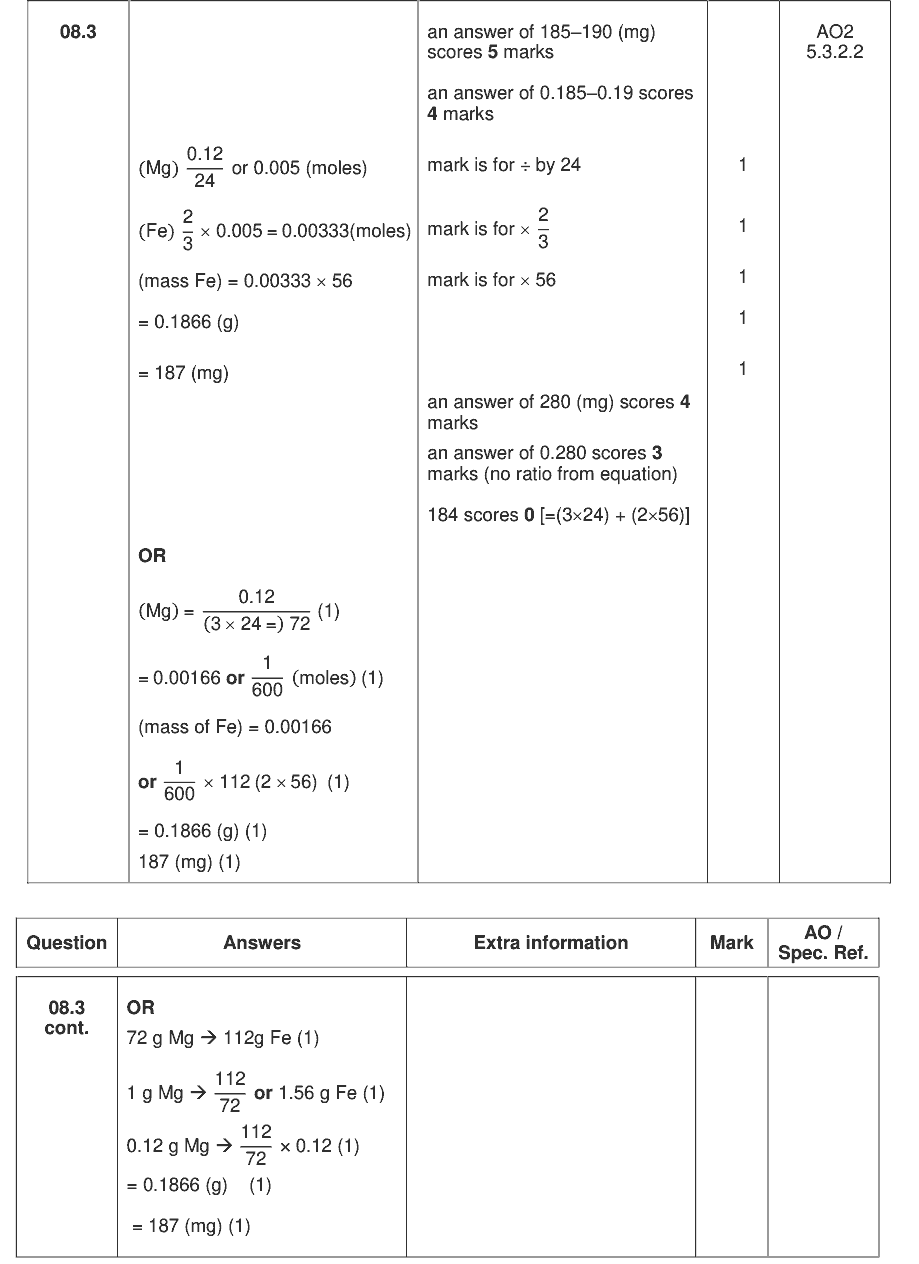 08.3
an answer of 185–190 (mg)
scores 5 marks
AO2
5.3.2.2
an answer of 0.185–0.19 scores
4 marks
(Mg) 0.12/24 or 0.005 (moles)
mark is for ÷ by 24
1
(Fe) 2/3 × 0.005 = 0.00333(moles)
mark is for × 2/3
1
(mass Fe) = 0.00333 × 56
mark is for × 56
1
= 0.1866 (g)
1
= 187 (mg)
1
an answer of 280 (mg) scores 4
marks
an answer of 0.280 scores 3
marks (no ratio from equation)
184 scores 0 [=(3×24) + (2×56)]
OR
(Mg) = 0.12/(3 × 24 =) 72 (1)
= 0.00166 or 1/600 (moles) (1)
(mass of Fe) = 0.00166
or 1/600 × 112 (2 × 56) (1)
= 0.1866 (g) (1)
187 (mg) (1)
Question
Answers
Extra information
Mark
AO /
Spec. Ref.
08.3
cont.
OR
72 g Mg → 112g Fe (1)
1 g Mg → 112/72 or 1.56 g Fe (1)
0.12 g Mg → 112/72 × 0.12 (1)
= 0.1866 (g) (1)
= 187 (mg) (1)